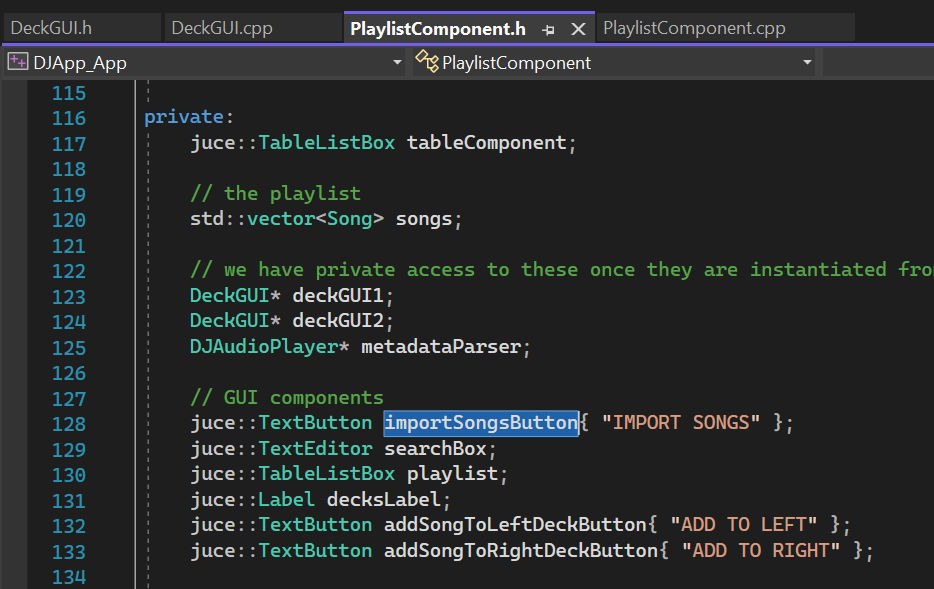 DeckGUI.h DeckGUI.cpp PlaylistComponent.h PlaylistComponent.cpp
DJApp_App PlaylistComponent
115
116 private:
117 juce::TableListBox tableComponent;
118
119 // the playlist
120 std::vector<Song> songs;
121
122 // we have private access to these once they are instantiated fro
123 DeckGUI* deckGUI1;
124 DeckGUI* deckGUI2;
125 DJAudioPlayer* metadataParser;
126
127 // GUI components
128 juce::TextButton importSongsButton{ "IMPORT SONGS" };
129 juce::TextEditor searchBox;
130 juce::TableListBox playlist;
131 juce::Label decksLabel;
132 juce::TextButton addSongToLeftDeckButton{ "ADD TO LEFT" };
133 juce::TextButton addSongToRightDeckButton{ "ADD TO RIGHT" };
134